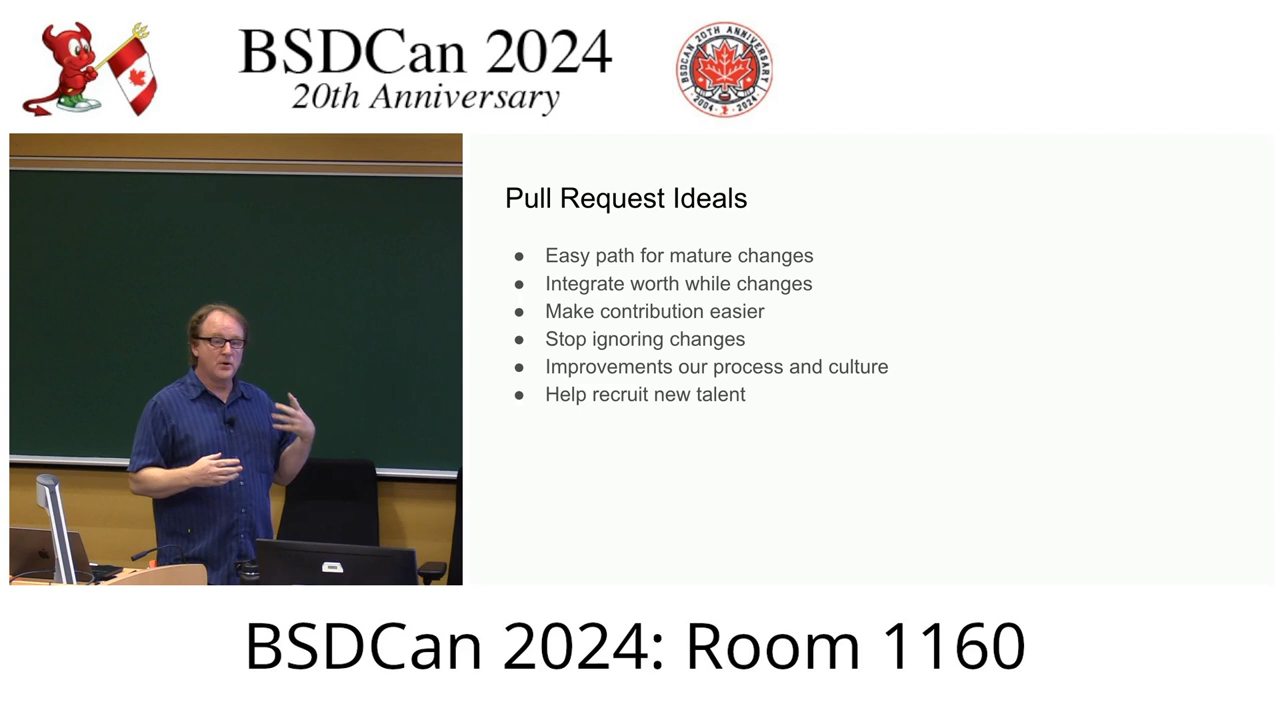 BSDCan 2024
20th Anniversary
BSDCAN 20TH ANNIVERSARY
2004 2024
Pull Request Ideals
● Easy path for mature changes
● Integrate worth while changes
● Make contribution easier
● Stop ignoring changes
● Improvements our process and culture
● Help recruit new talent
BSDCan 2024: Room 1160